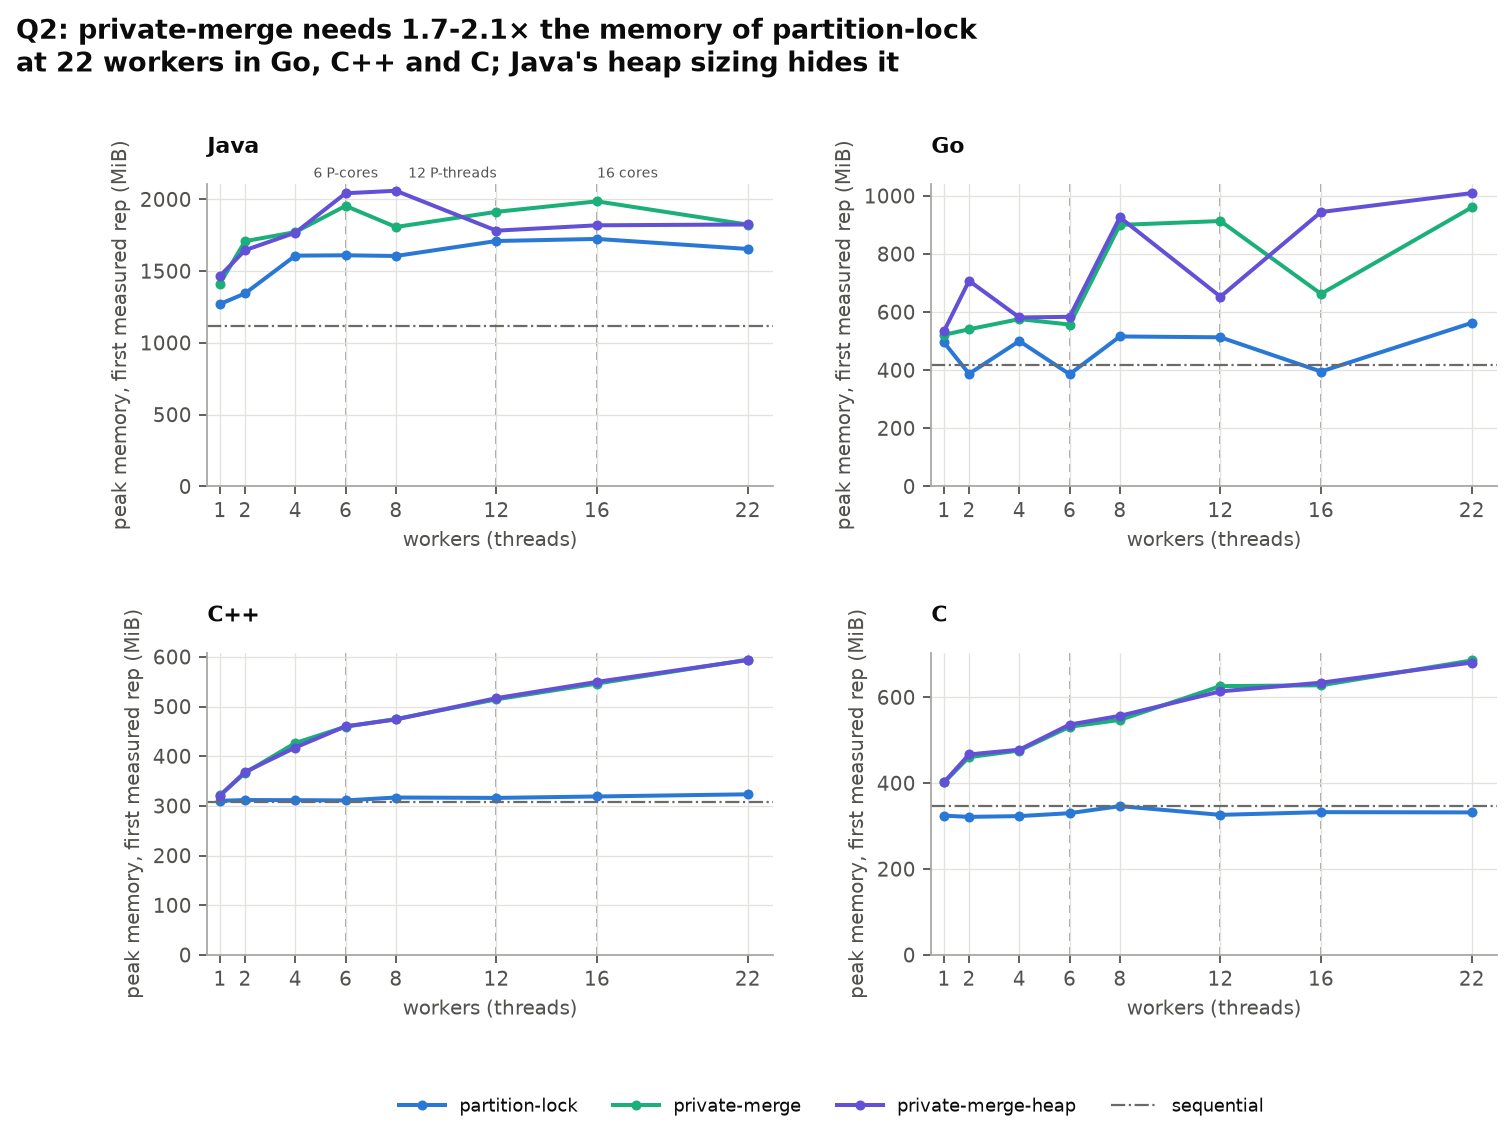 Q2: private-merge needs 1.7-2.1× the memory of partition-lock
at 22 workers in Go, C++ and C; Java's heap sizing hides it
Java
6 P-cores
12 P-threads
16 cores
peak memory, first measured rep (MiB)
2000
1500
1000
500
0
1 2 4 6 8 12 16 22
workers (threads)
Go
peak memory, first measured rep (MiB)
1000
800
600
400
200
0
1 2 4 6 8 12 16 22
workers (threads)
C++
peak memory, first measured rep (MiB)
600
500
400
300
200
100
0
1 2 4 6 8 12 16 22
workers (threads)
C
peak memory, first measured rep (MiB)
600
400
200
0
1 2 4 6 8 12 16 22
workers (threads)
partition-lock private-merge private-merge-heap sequential